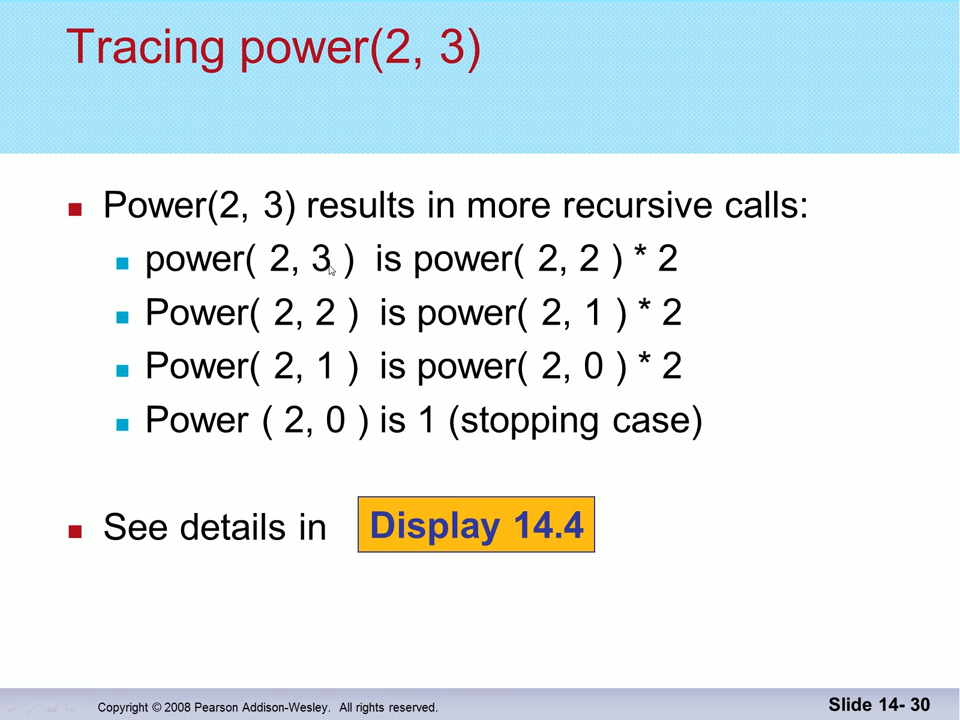 Tracing power(2, 3)
Power(2, 3) results in more recursive calls:
power( 2, 3 )  is power( 2, 2 ) * 2
Power( 2, 2 )  is power( 2, 1 ) * 2
Power( 2, 1 )  is power( 2, 0 ) * 2
Power ( 2, 0 ) is 1 (stopping case)
See details in Display 14.4
Copyright © 2008 Pearson Addison-Wesley.  All rights reserved.
Slide 14- 30